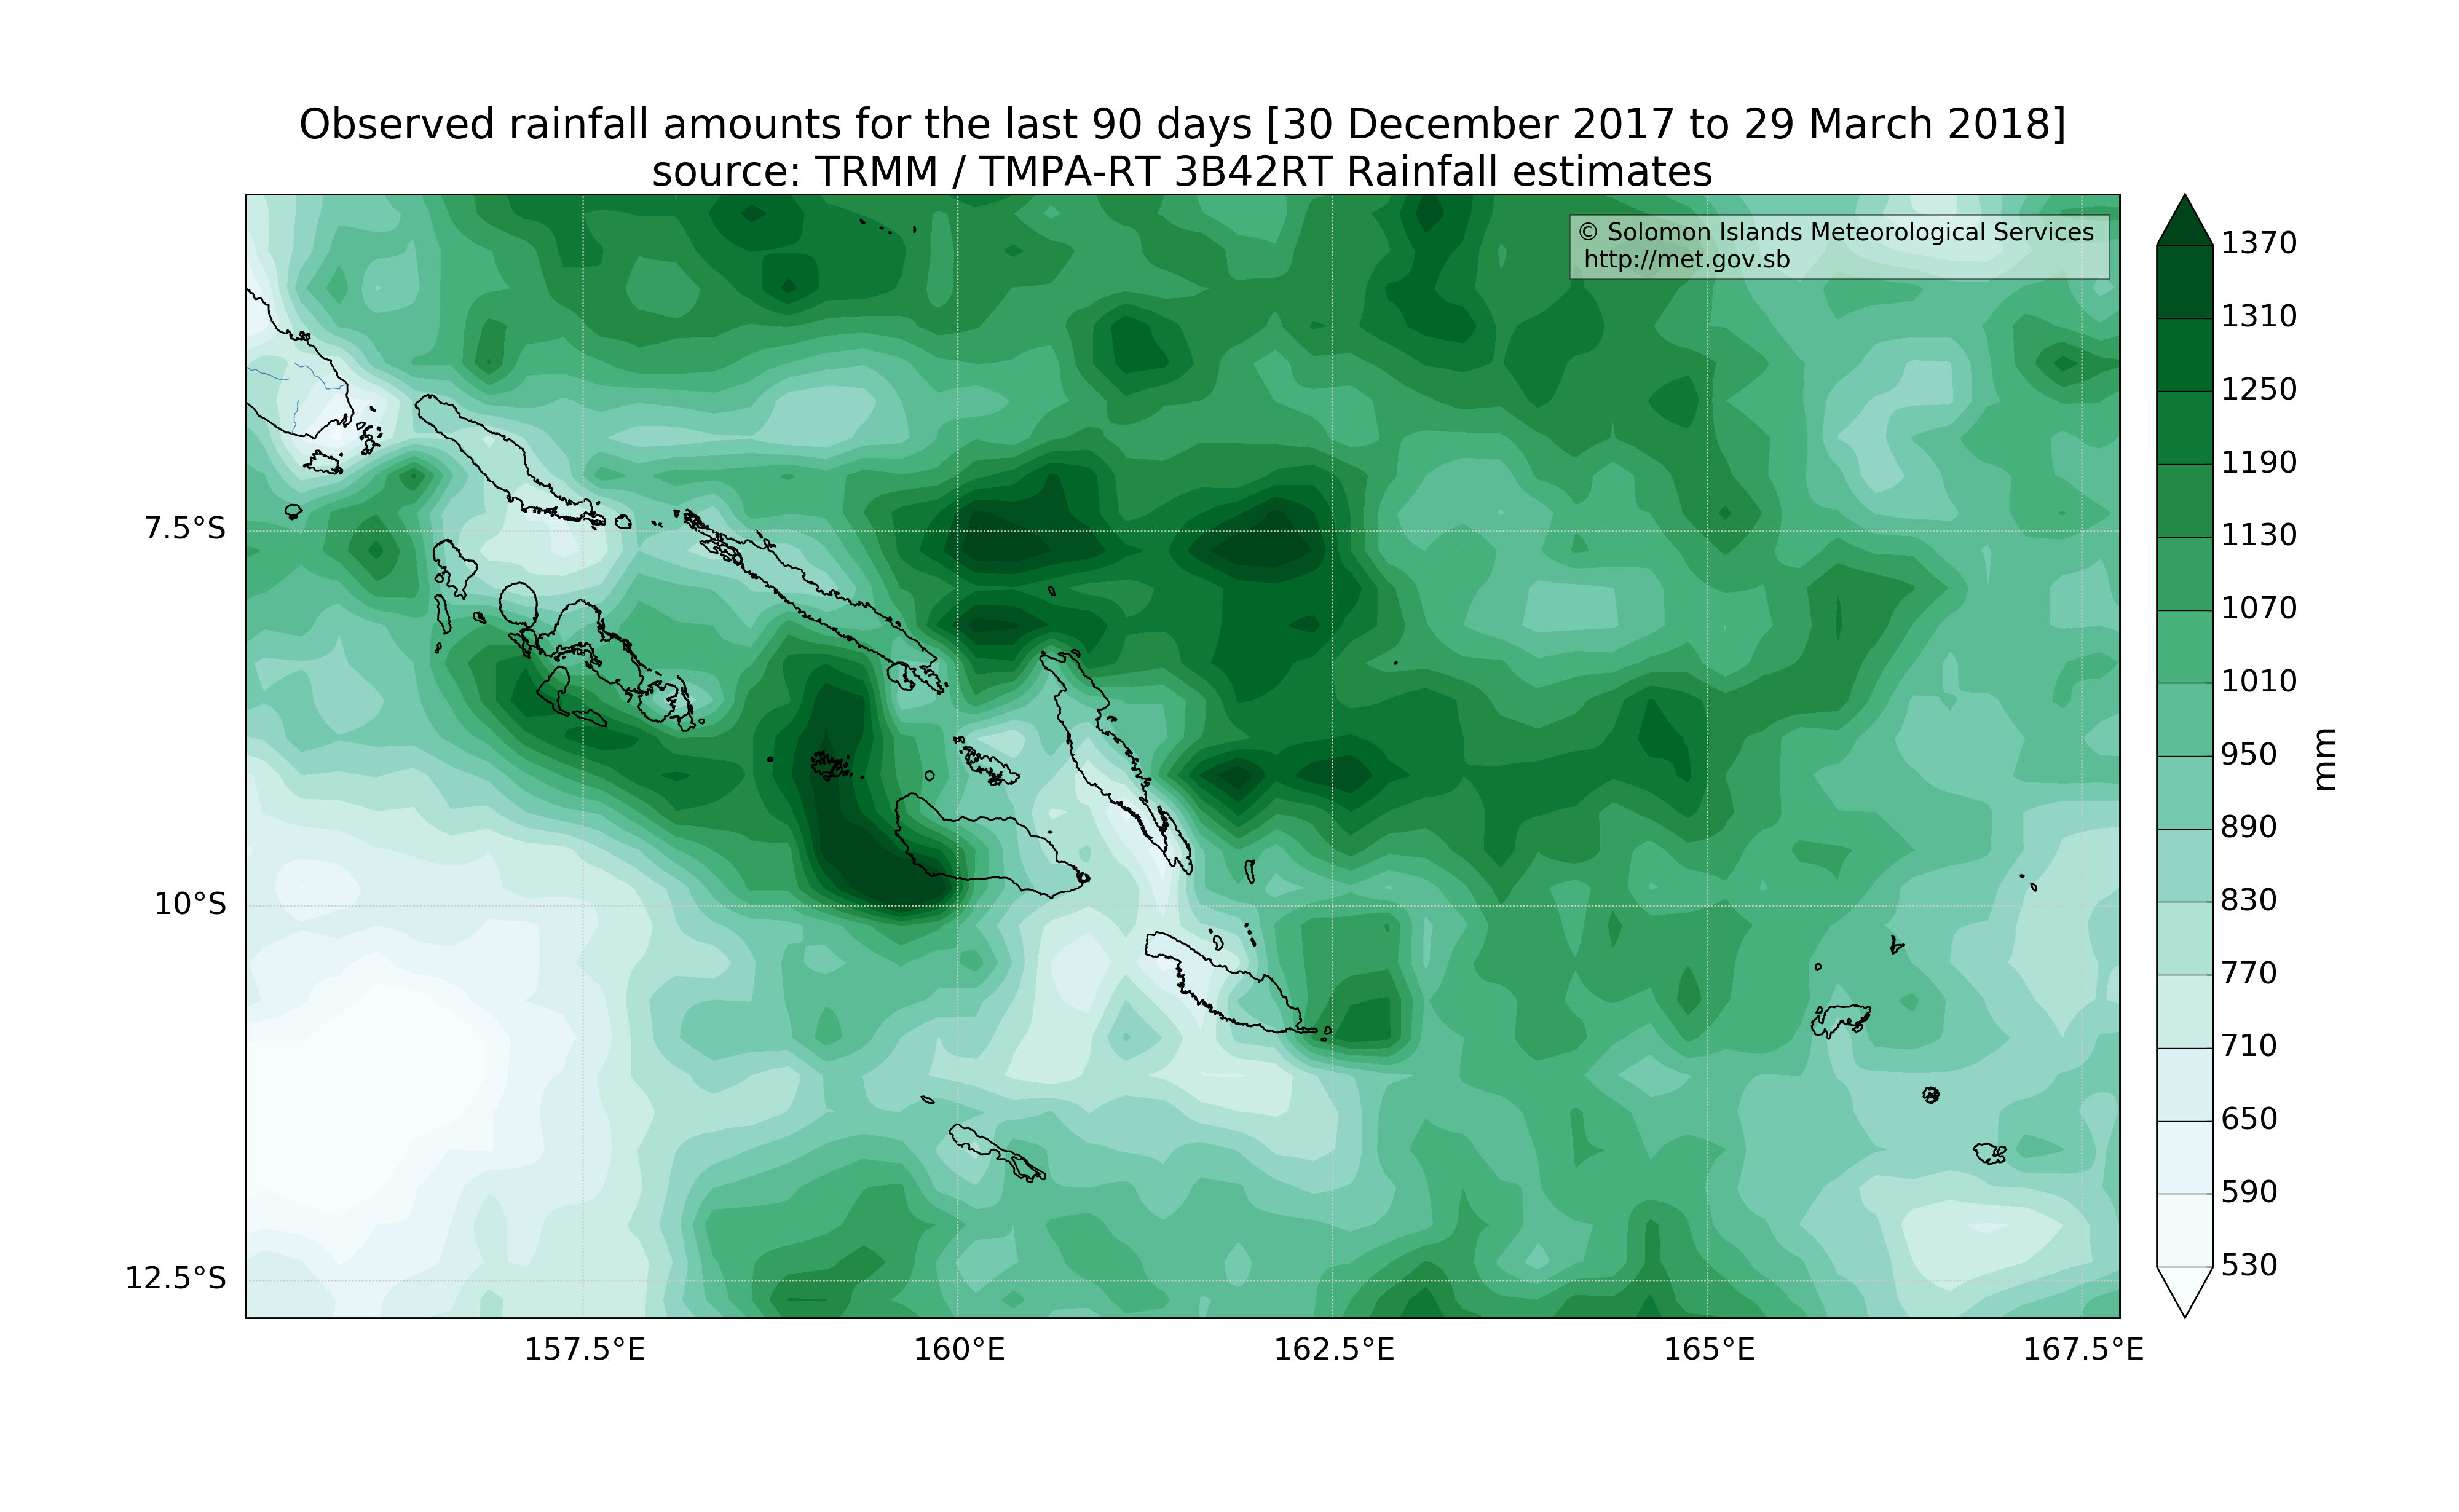 Observed rainfall amounts for the last 90 days [30 December 2017 to 29 March 2018]
source: TRMM / TMPA-RT 3B42RT Rainfall estimates
© Solomon Islands Meteorological Services
http://met.gov.sb
7.5°S
10°S
12.5°S
157.5°E
160°E
162.5°E
165°E
167.5°E
1370
1310
1250
1190
1130
1070
1010
950
890
830
770
710
650
590
530
mm